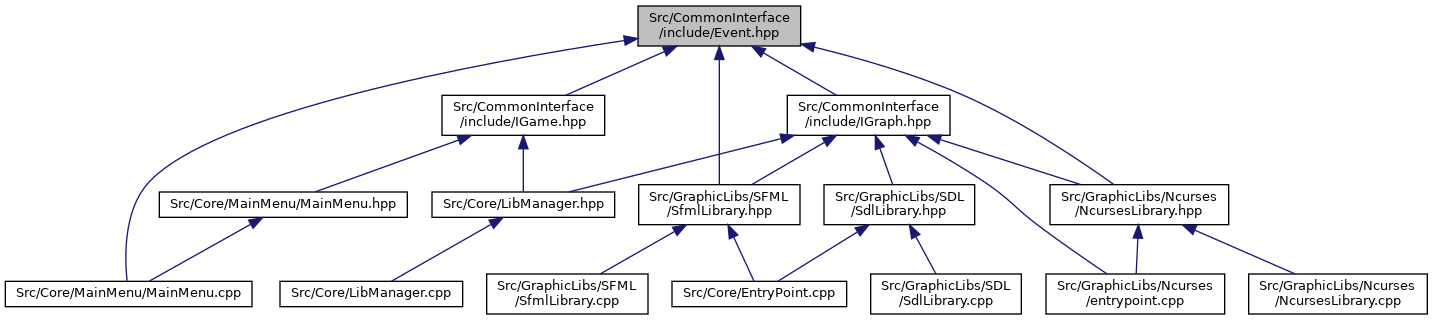 Src/CommonInterface
/include/Event.hpp
Src/CommonInterface
/include/IGame.hpp
Src/CommonInterface
/include/IGraph.hpp
Src/Core/MainMenu/MainMenu.hpp
Src/Core/LibManager.hpp
Src/GraphicLibs/SFML
/SfmlLibrary.hpp
Src/GraphicLibs/SDL
/SdlLibrary.hpp
Src/GraphicLibs/Ncurses
/NcursesLibrary.hpp
Src/Core/MainMenu/MainMenu.cpp
Src/Core/LibManager.cpp
Src/GraphicLibs/SFML
/SfmlLibrary.cpp
Src/Core/EntryPoint.cpp
Src/GraphicLibs/SDL
/SdlLibrary.cpp
Src/GraphicLibs/Ncurses
/entrypoint.cpp
Src/GraphicLibs/Ncurses
/NcursesLibrary.cpp